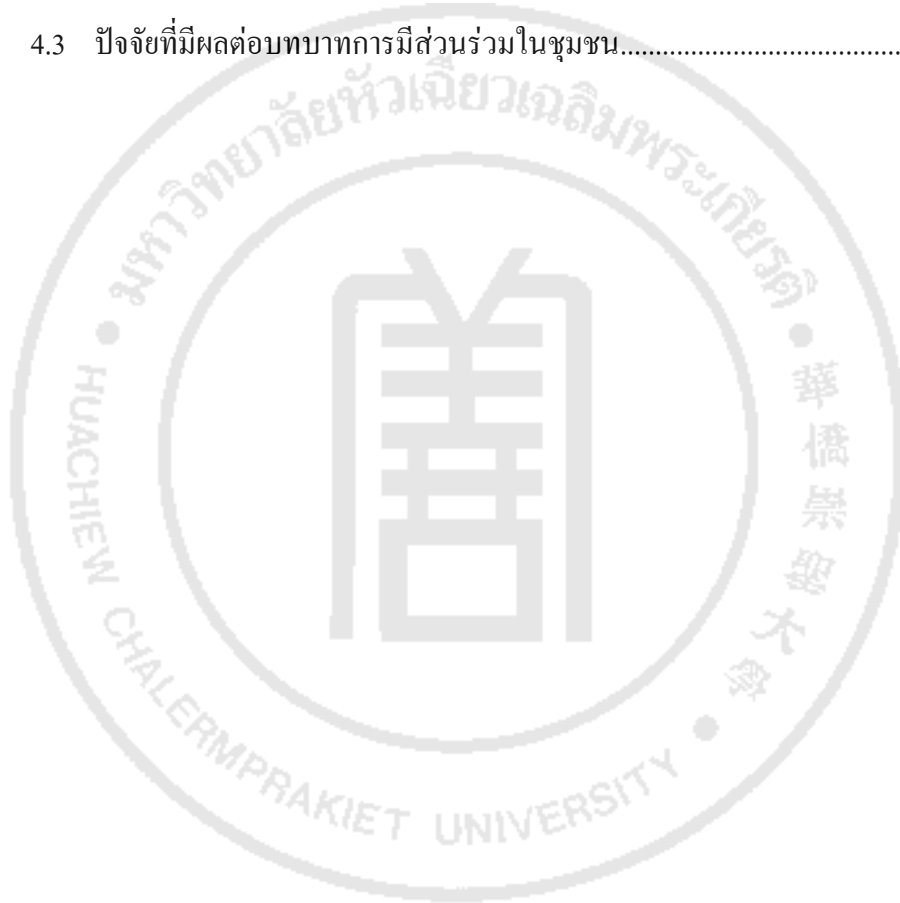 4.3 ปัจจัยที่มีผลต่อบทบาทการมีส่วนร่วมในชุมชน........................................
มหาวิทยาลัยหัวเฉียวเฉลิมพระเกียรติ
華僑崇聖大學
HUACHIEW CHALERMPRAKIET UNIVERSITY